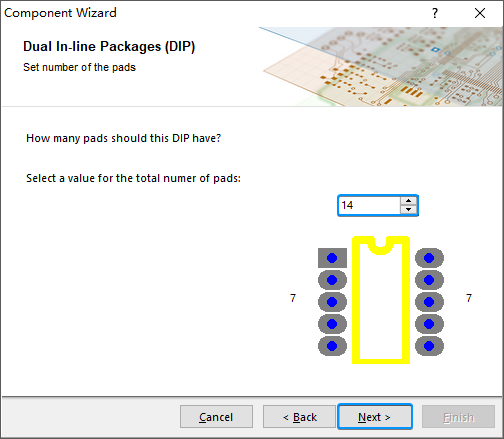 Component Wizard
?
Dual In-line Packages (DIP)
Set number of the pads
How many pads should this DIP have?
Select a value for the total numer of pads:
14
7
7
Cancel
< Back
Next >
Finish